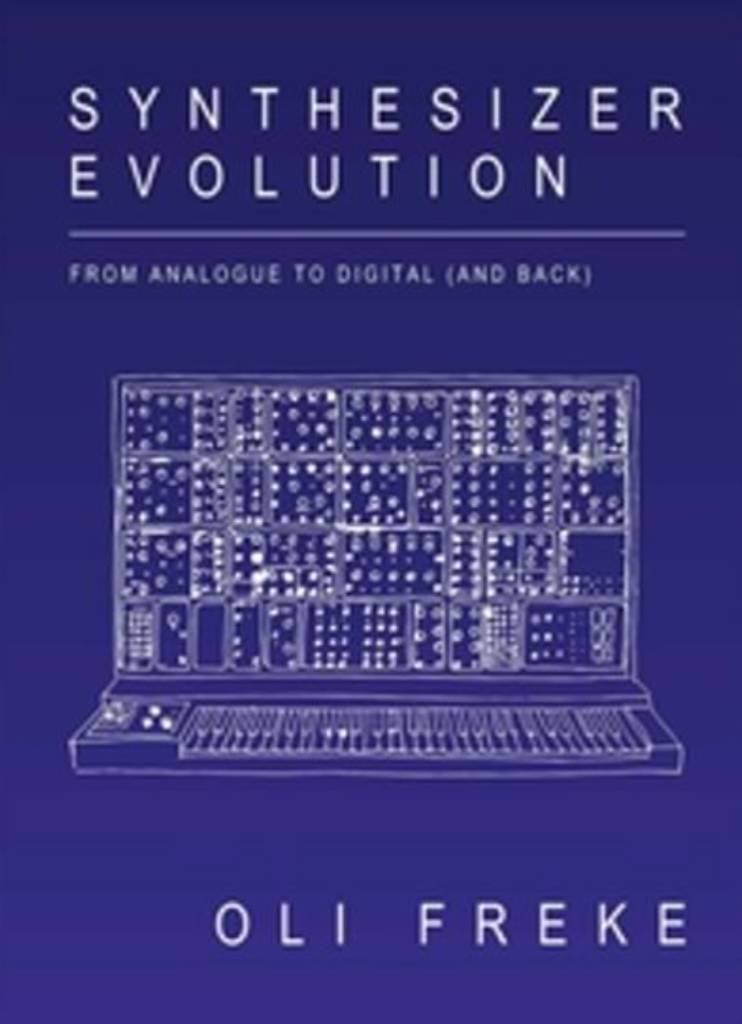 SYNTHESIZER
EVOLUTION
FROM ANALOGUE TO DIGITAL (AND BACK)
OLI FREKE